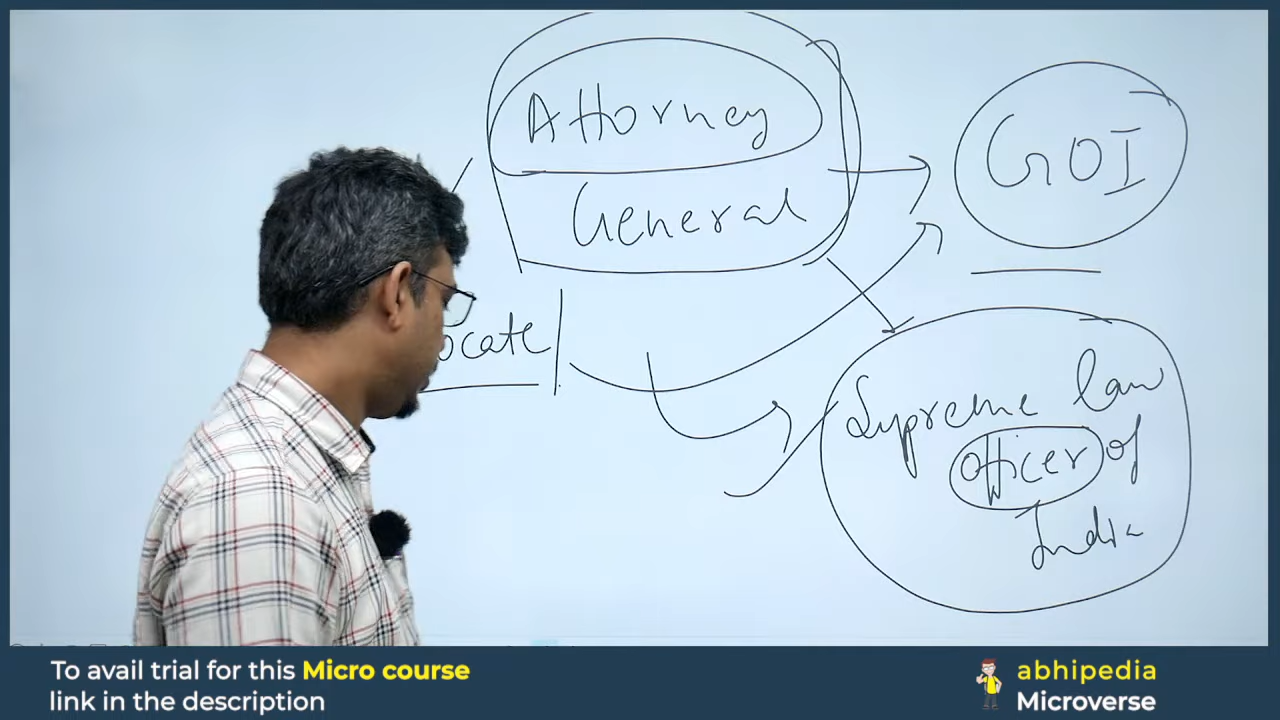 Attorney
General
GOI
ocate
Supreme law
officer of
India
To avail trial for this Micro course
link in the description
abhipedia
Microverse